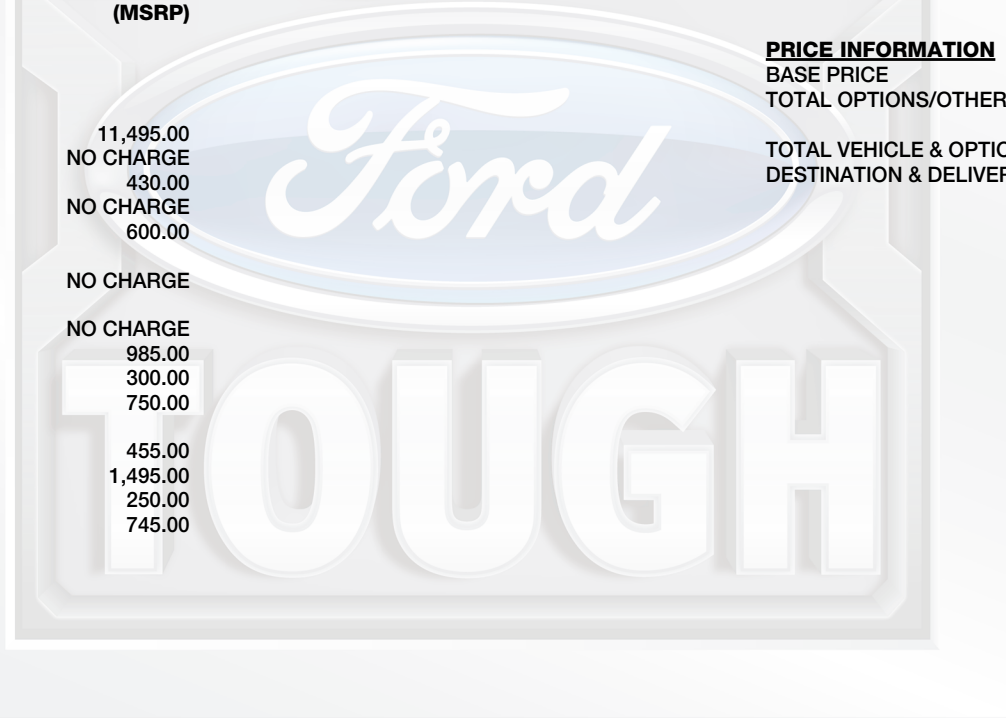 (MSRP)
11,495.00
NO CHARGE
430.00
NO CHARGE
600.00
NO CHARGE
NO CHARGE
985.00
300.00
750.00
455.00
1,495.00
250.00
745.00
PRICE INFORMATION
BASE PRICE
TOTAL OPTIONS/OTHER
TOTAL VEHICLE & OPTIO
DESTINATION & DELIVER
Ford
TOUGH